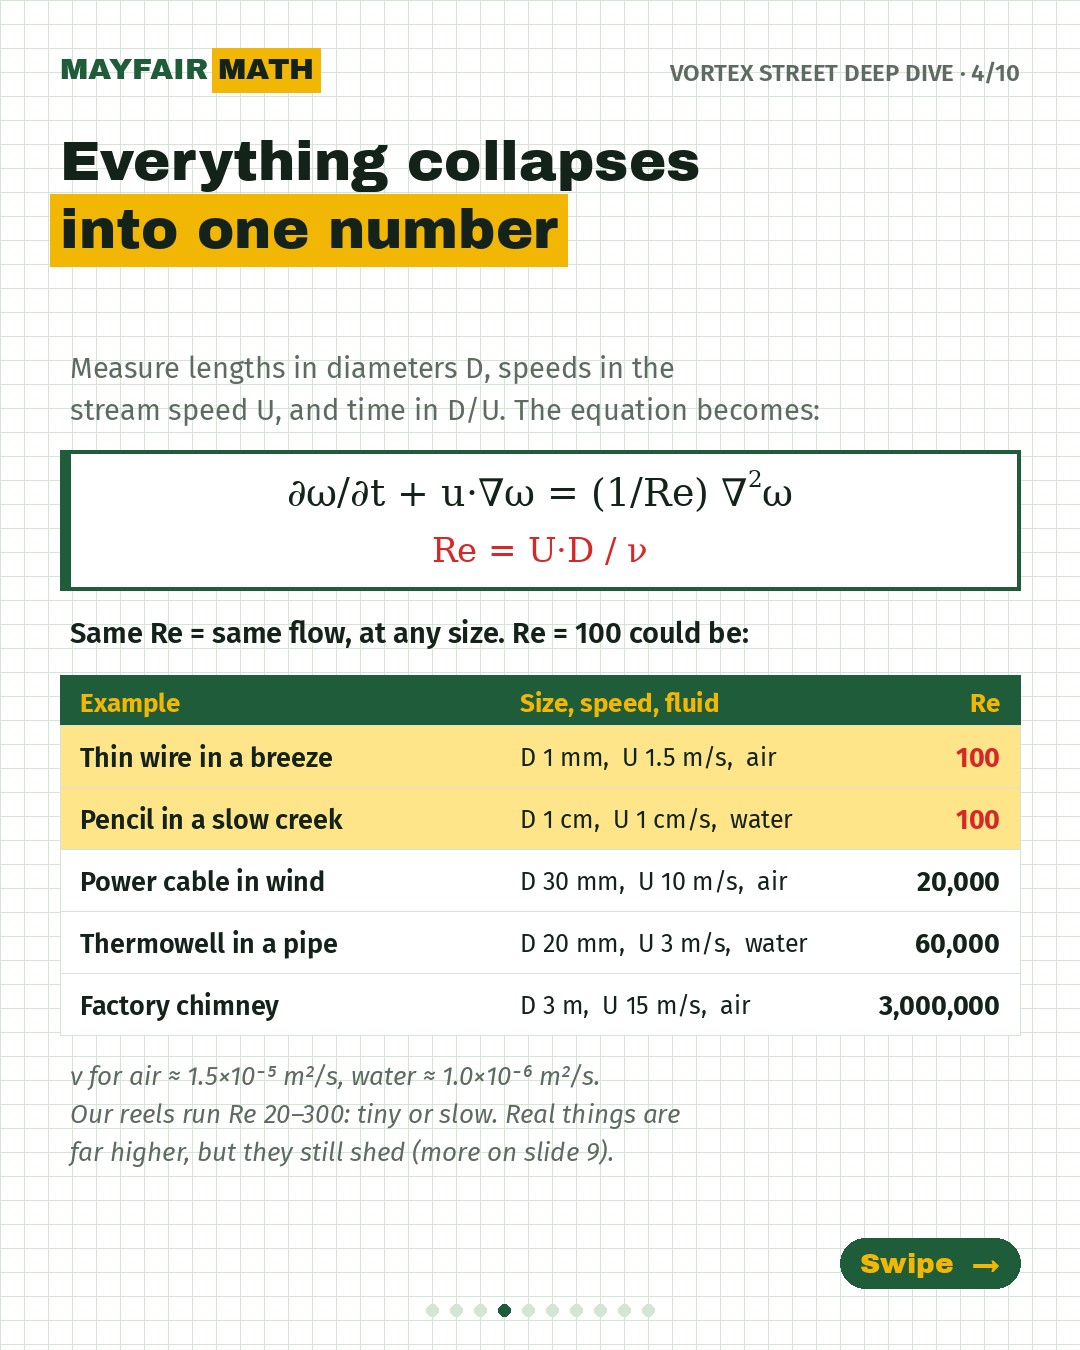 MAYFAIR MATH
VORTEX STREET DEEP DIVE · 4/10
Everything collapses
into one number
Measure lengths in diameters D, speeds in the
stream speed U, and time in D/U. The equation becomes:
∂ω/∂t + u·∇ω = (1/Re) ∇²ω
Re = U·D / ν
Same Re = same flow, at any size. Re = 100 could be:
Example Size, speed, fluid Re
Thin wire in a breeze D 1 mm, U 1.5 m/s, air 100
Pencil in a slow creek D 1 cm, U 1 cm/s, water 100
Power cable in wind D 30 mm, U 10 m/s, air 20,000
Thermowell in a pipe D 20 mm, U 3 m/s, water 60,000
Factory chimney D 3 m, U 15 m/s, air 3,000,000
ν for air ≈ 1.5×10⁻⁵ m²/s, water ≈ 1.0×10⁻⁶ m²/s.
Our reels run Re 20–300: tiny or slow. Real things are
far higher, but they still shed (more on slide 9).
Swipe →